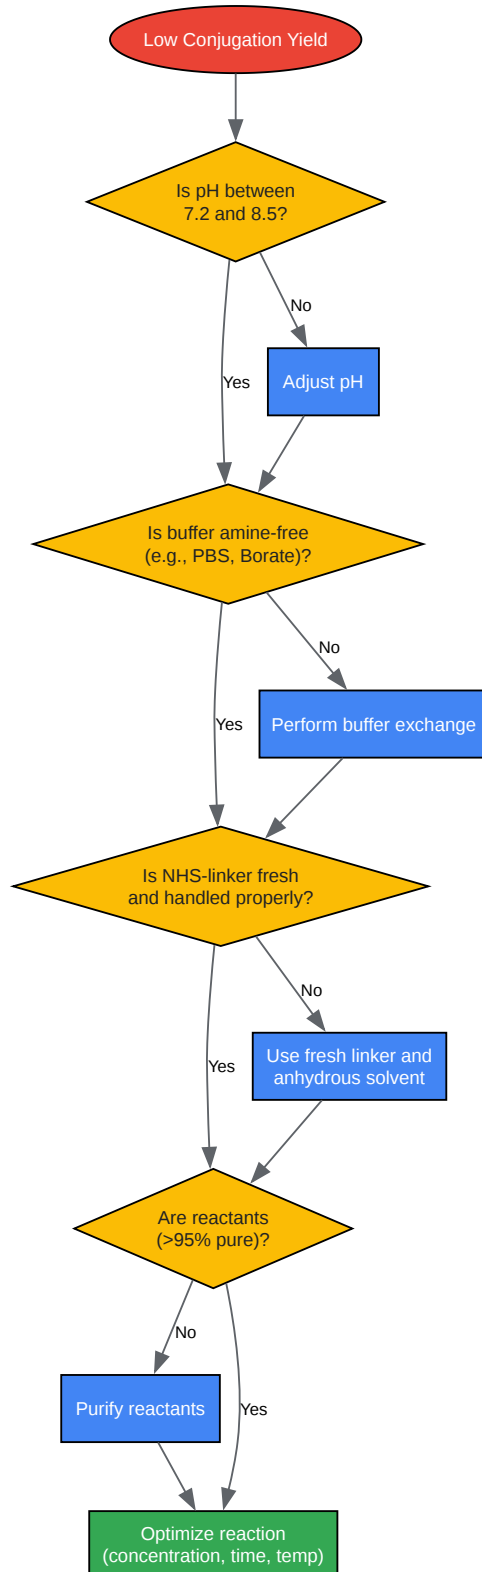 Low Conjugation Yield
Is pH between
7.2 and 8.5?
No
Yes
Adjust pH
Is buffer amine-free
(e.g., PBS, Borate)?
No
Yes
Perform buffer exchange
Is NHS-linker fresh
and handled properly?
No
Yes
Use fresh linker and
anhydrous solvent
Are reactants
(>95% pure)?
No
Purify reactants
Yes
Optimize reaction
(concentration, time, temp)